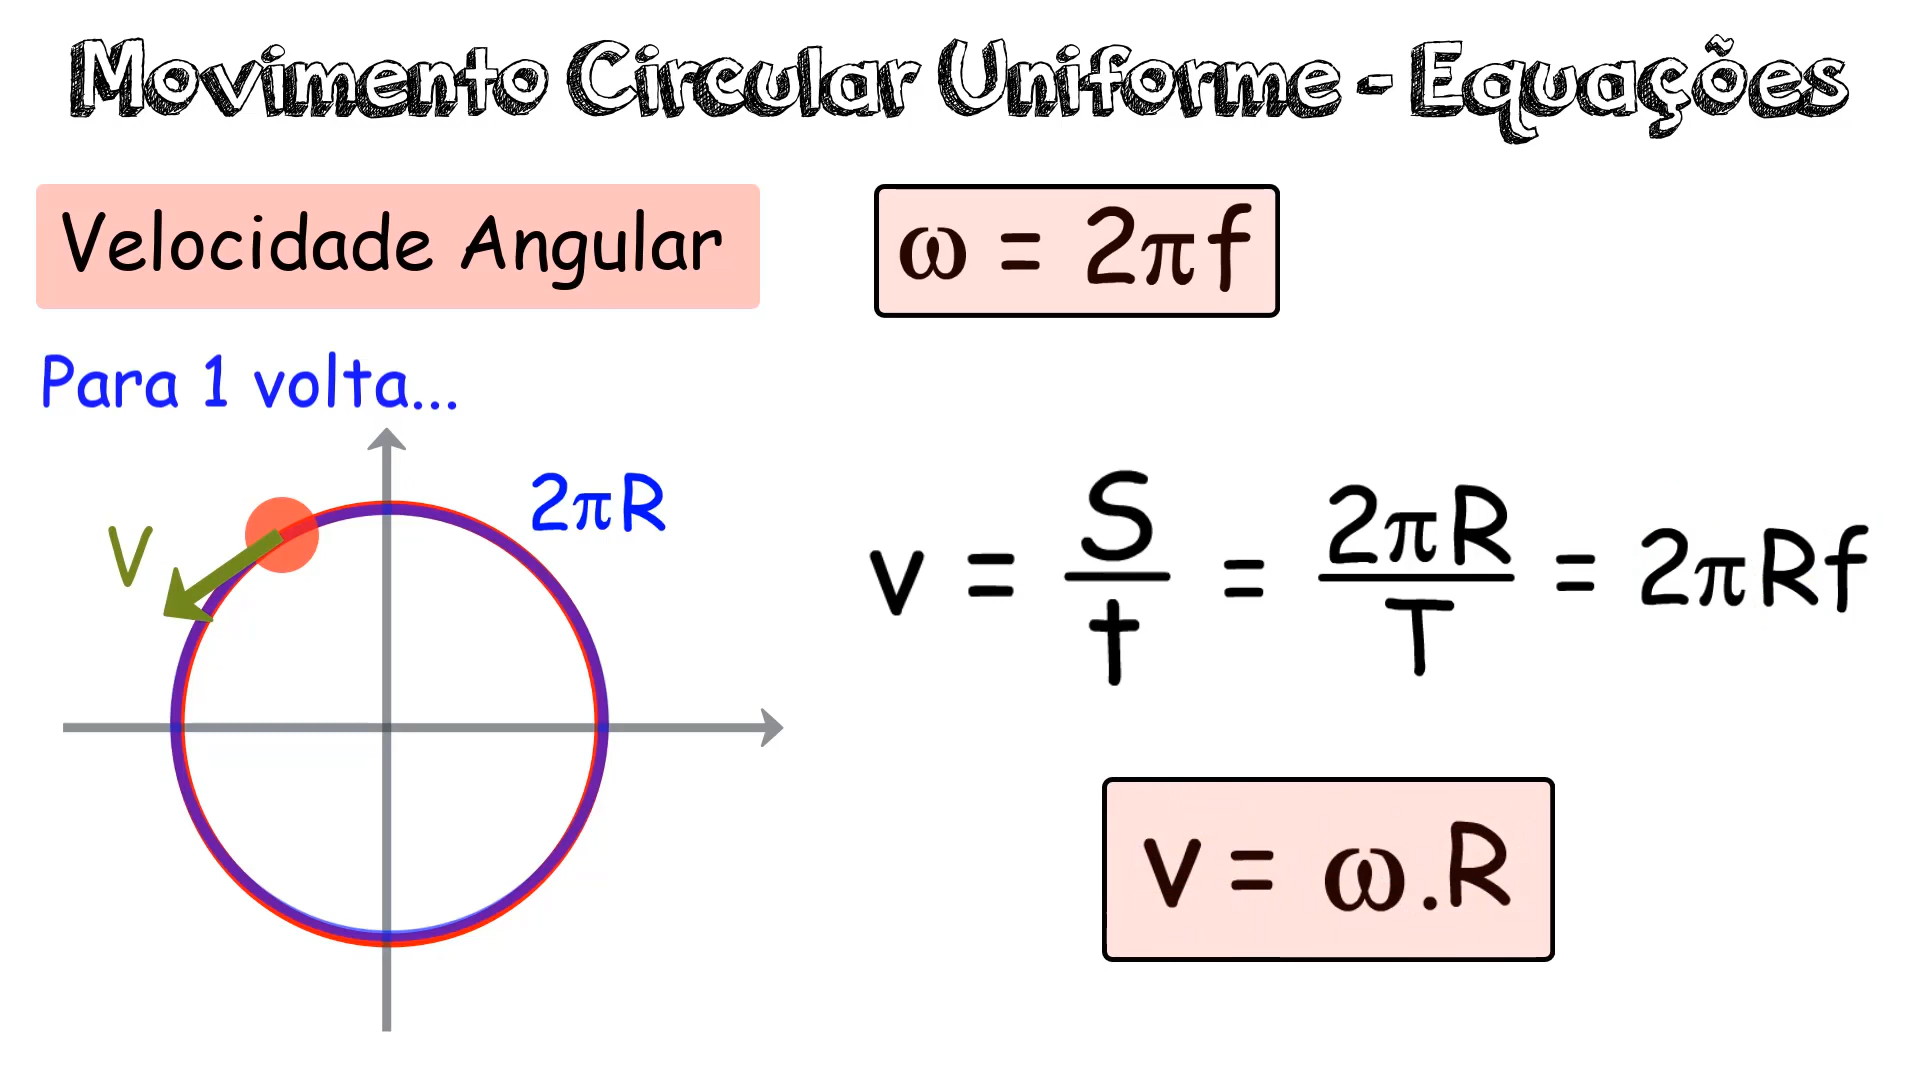 Movimento Circular Uniforme - Equações
Velocidade Angular
ω = 2πf
Para 1 volta...
2πR
V
v = S/t = 2πR/T = 2πRf
v = ω.R